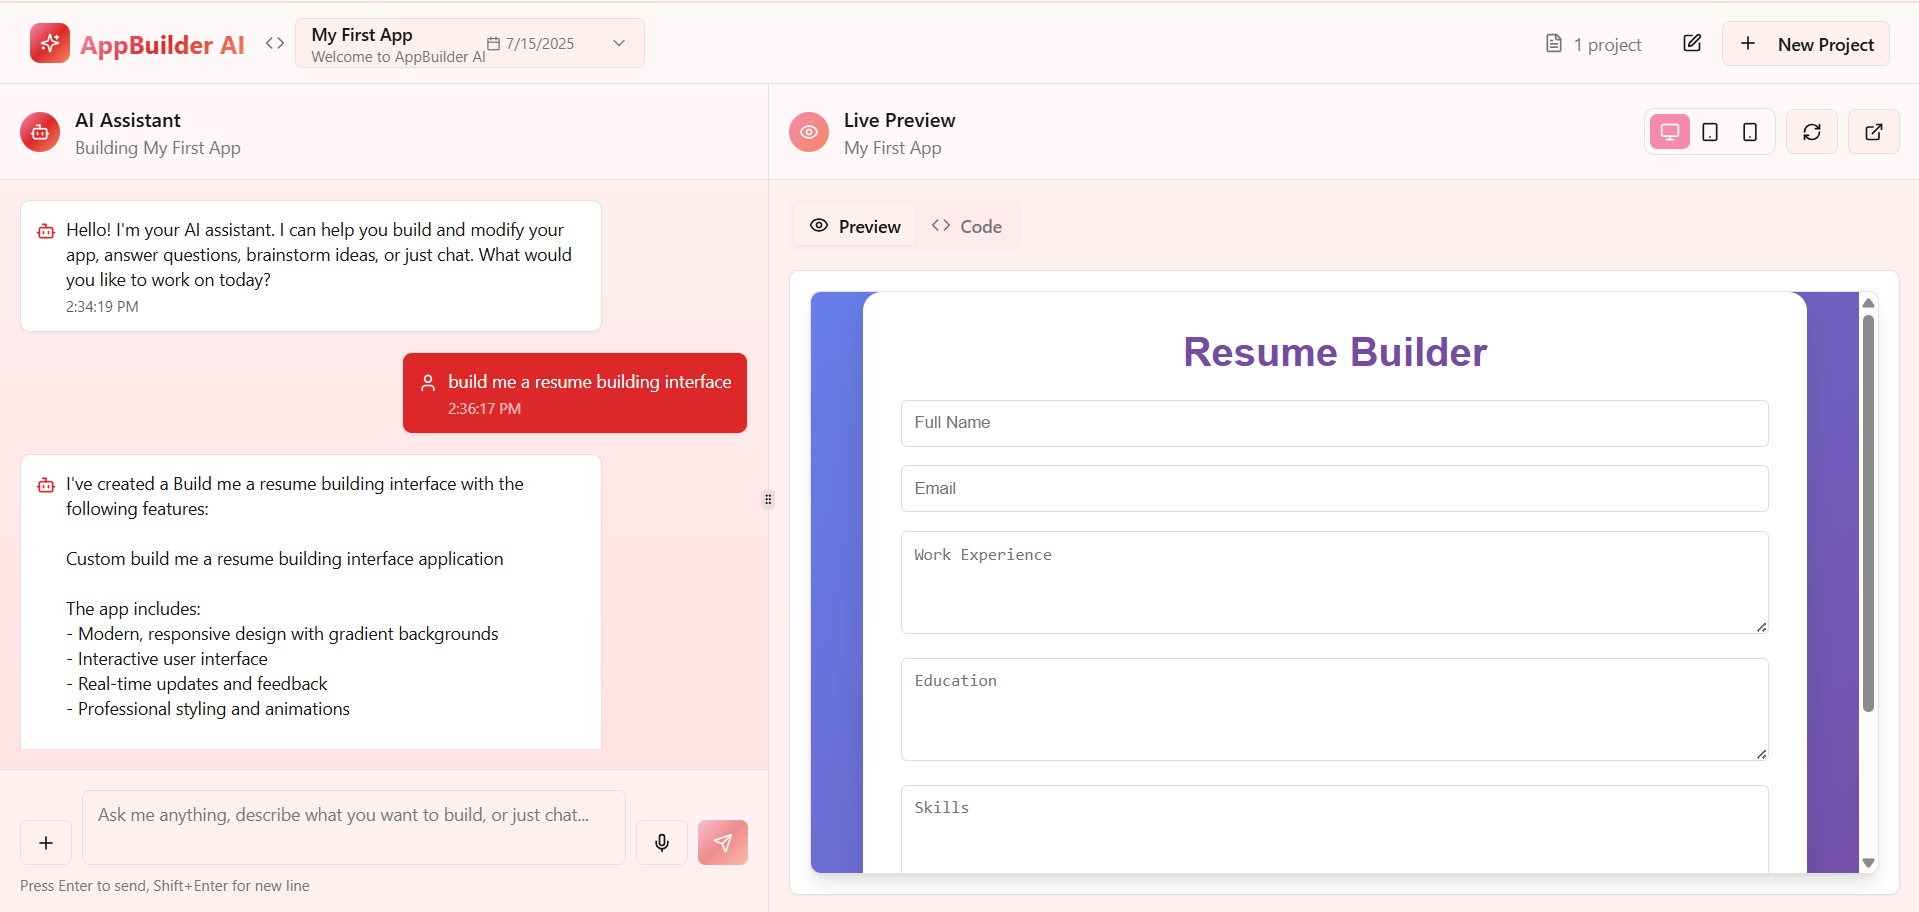 AppBuilder AI
My First App
Welcome to AppBuilder AI
7/15/2025
1 project
New Project
AI Assistant
Building My First App
Hello! I'm your AI assistant. I can help you build and modify your
app, answer questions, brainstorm ideas, or just chat. What would
you like to work on today?
2:34:19 PM
build me a resume building interface
2:36:17 PM
I've created a Build me a resume building interface with the
following features:
Custom build me a resume building interface application
The app includes:
- Modern, responsive design with gradient backgrounds
- Interactive user interface
- Real-time updates and feedback
- Professional styling and animations
Ask me anything, describe what you want to build, or just chat...
Press Enter to send, Shift+Enter for new line
Live Preview
My First App
Preview
Code
Resume Builder
Full Name
Email
Work Experience
Education
Skills